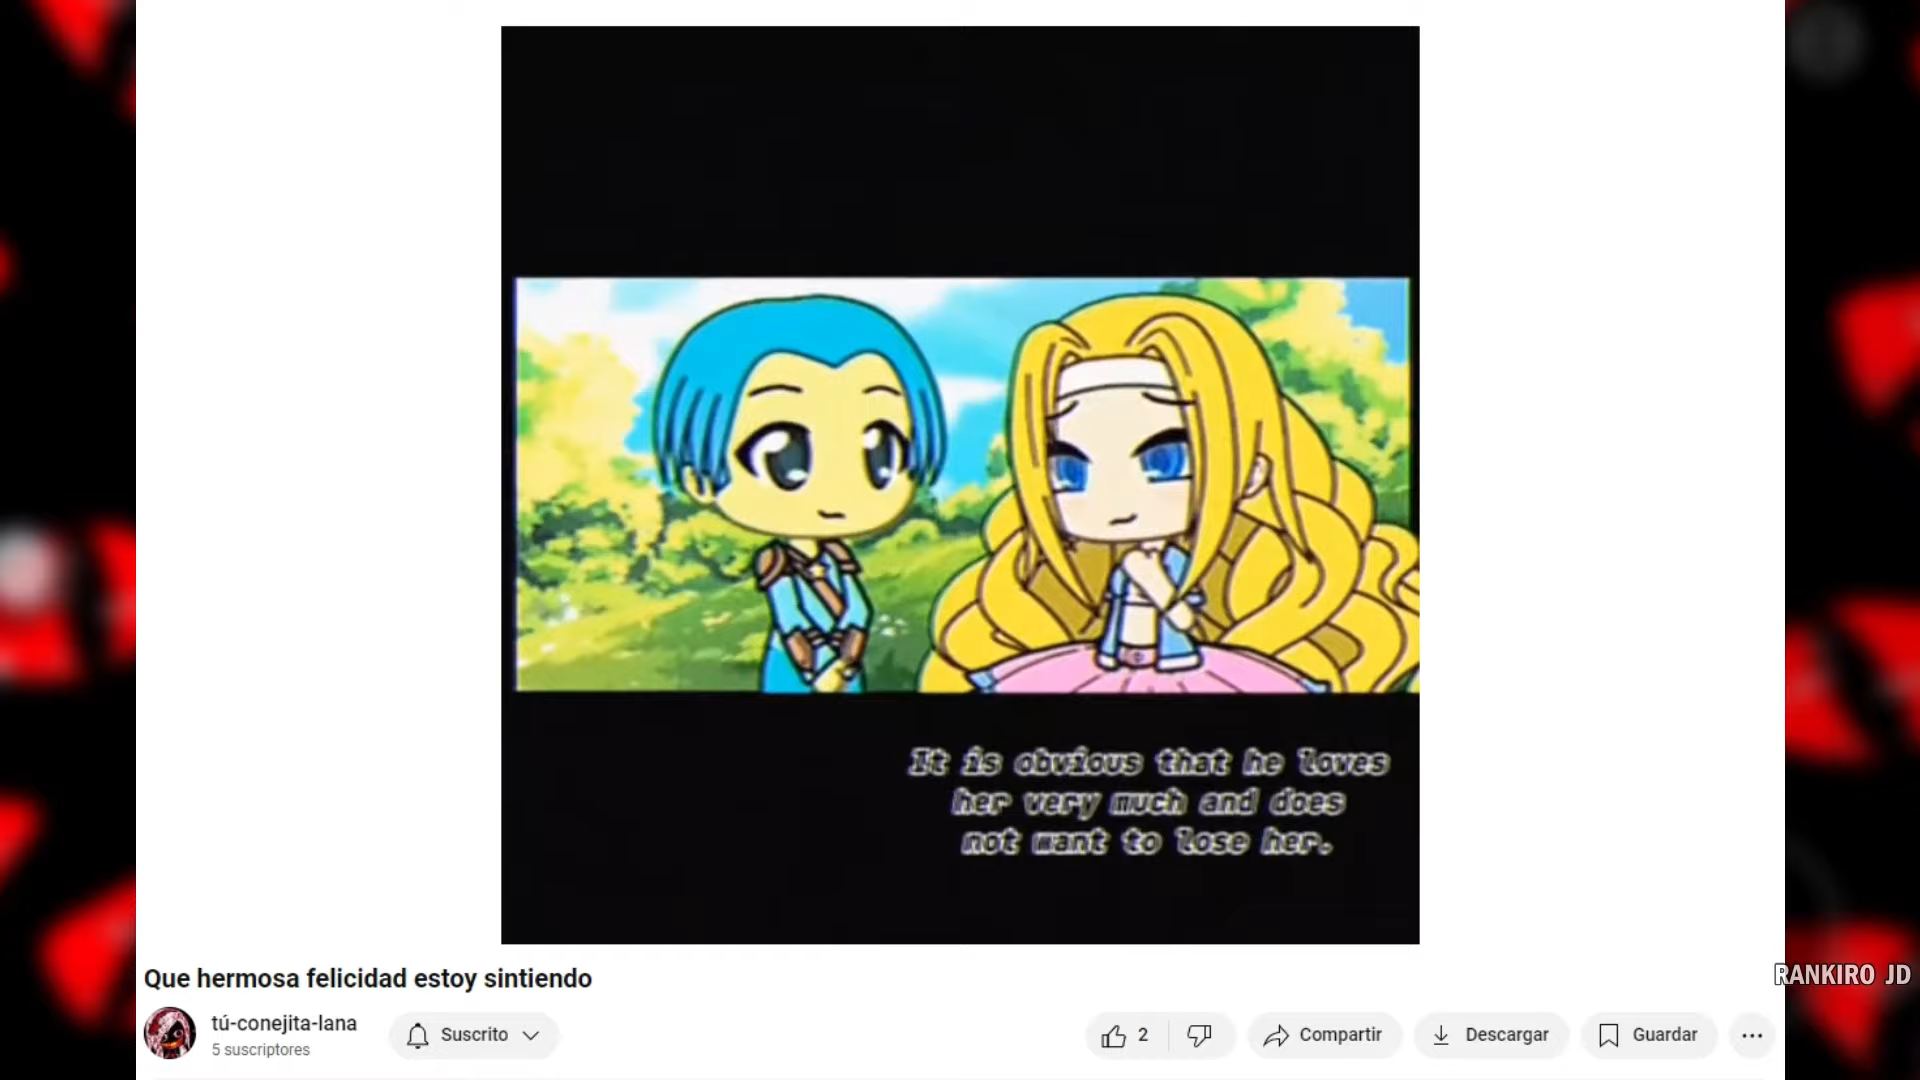 It is obvious that he loves
her very much and does
not want to lose her.
Que hermosa felicidad estoy sintiendo
RANKIRO JD
tú-conejita-lana
5 suscriptores
Suscrito
2
Compartir
Descargar
Guardar